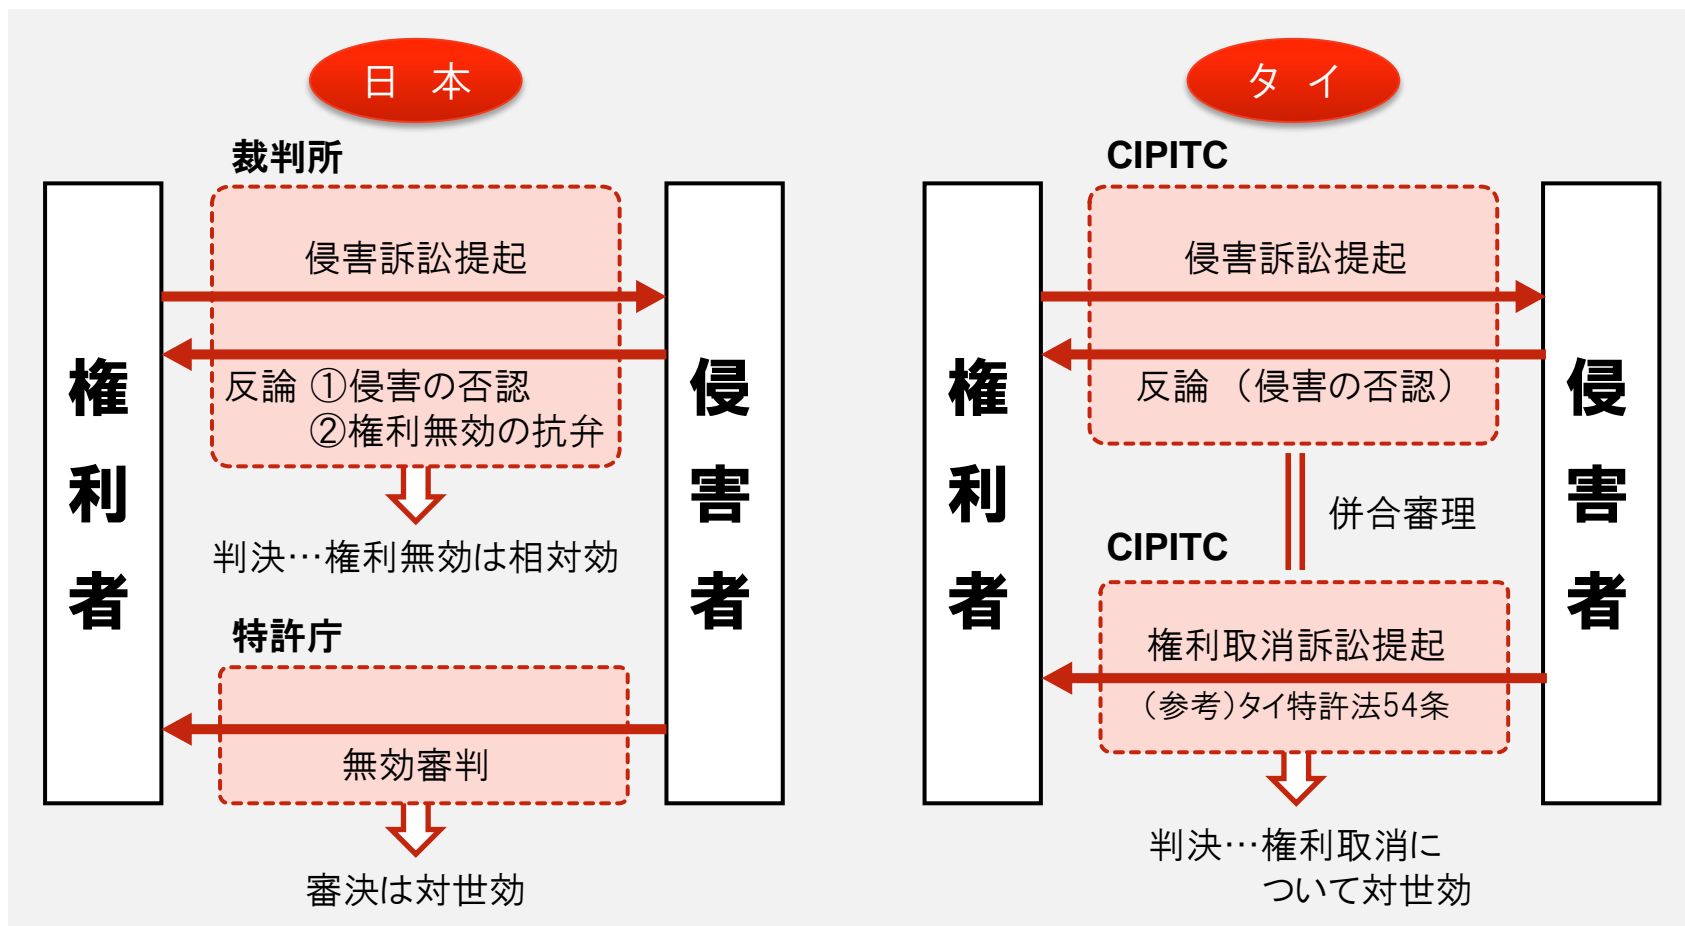 日　本
裁判所
権利者
侵害訴訟提起
反論 ①侵害の否認
②権利無効の抗弁
侵害者
判決…権利無効は相対効
特許庁
無効審判
審決は対世効
タ　イ
CIPITC
権利者
侵害訴訟提起
反論 （侵害の否認）
侵害者
併合審理
CIPITC
権利取消訴訟提起
（参考）タイ特許法54条
判決…権利取消に
ついて対世効